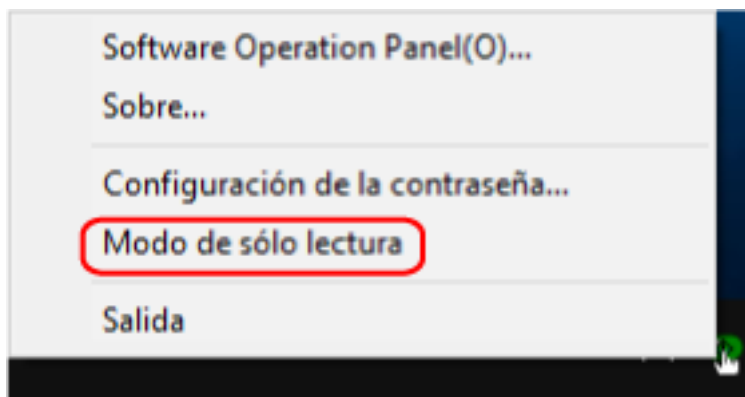 Software Operation Panel(O)...
Sobre...
Configuración de la contraseña...
Modo de sólo lectura
Salida